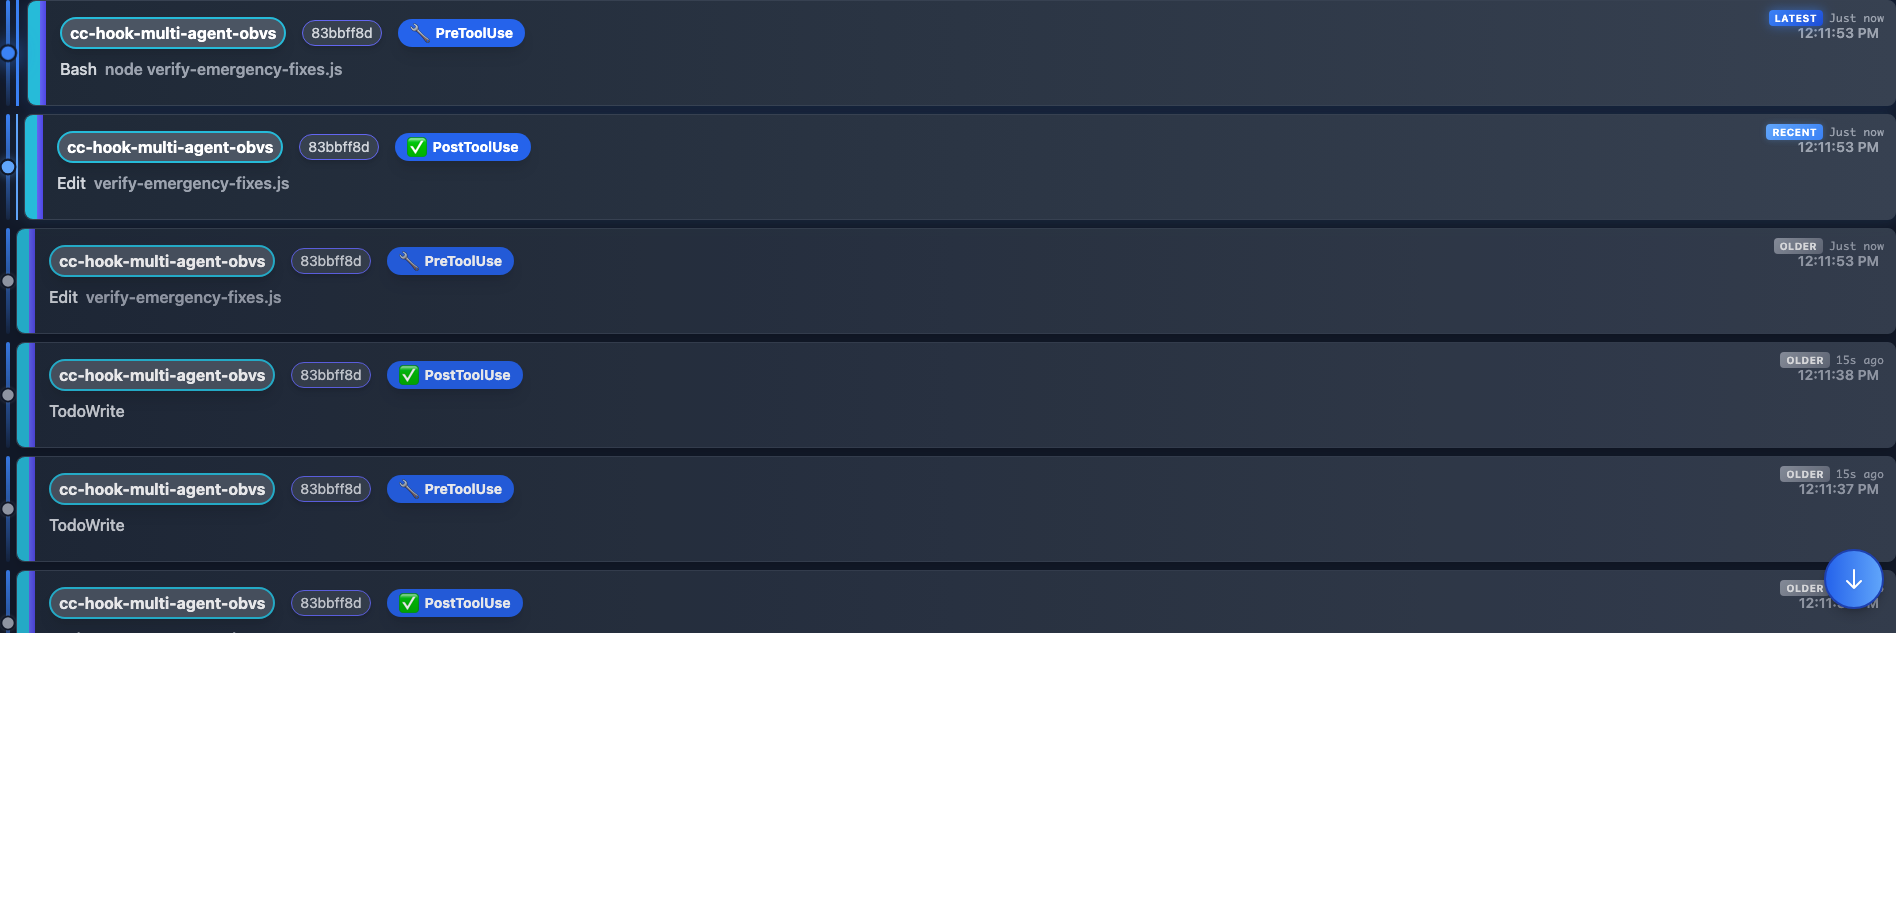 cc-hook-multi-agent-obvs 83bbff8d PreToolUse LATEST Just now
12:11:53 PM
Bash node verify-emergency-fixes.js
cc-hook-multi-agent-obvs 83bbff8d PostToolUse RECENT Just now
12:11:53 PM
Edit verify-emergency-fixes.js
cc-hook-multi-agent-obvs 83bbff8d PreToolUse OLDER Just now
12:11:53 PM
Edit verify-emergency-fixes.js
cc-hook-multi-agent-obvs 83bbff8d PostToolUse OLDER 15s ago
12:11:38 PM
TodoWrite
cc-hook-multi-agent-obvs 83bbff8d PreToolUse OLDER 15s ago
12:11:37 PM
TodoWrite
cc-hook-multi-agent-obvs 83bbff8d PostToolUse OLDER